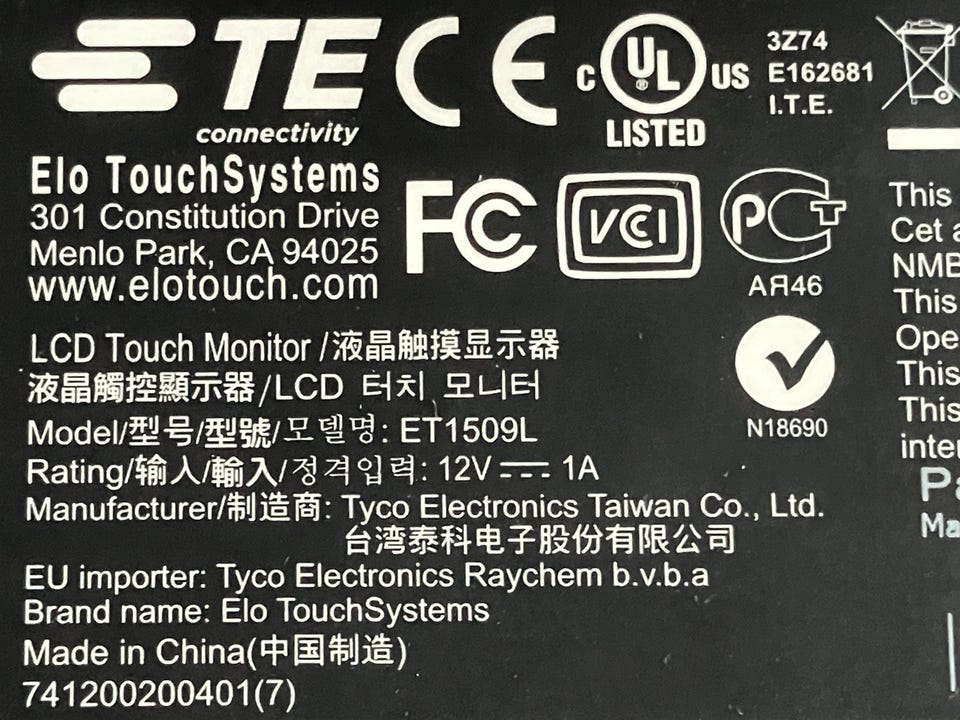 TE
connectivity
CE
C UL US
LISTED
3Z74
E162681
I.T.E.
Elo TouchSystems
301 Constitution Drive
Menlo Park, CA 94025
www.elotouch.com
FC
VCCI
PCT
АЯ46
LCD Touch Monitor /液晶触摸显示器
液晶觸控顯示器/LCD 터치 모니터
Model/型号/型號/모델명: ET1509L
Rating/输入/輸入/정격입력: 12V ⎓ 1A
Manufacturer/制造商: Tyco Electronics Taiwan Co., Ltd.
台湾泰科电子股份有限公司
EU importer: Tyco Electronics Raychem b.v.b.a
Brand name: Elo TouchSystems
Made in China(中国制造)
741200200401(7)
N18690
This
Cet
NMB
This
This
This